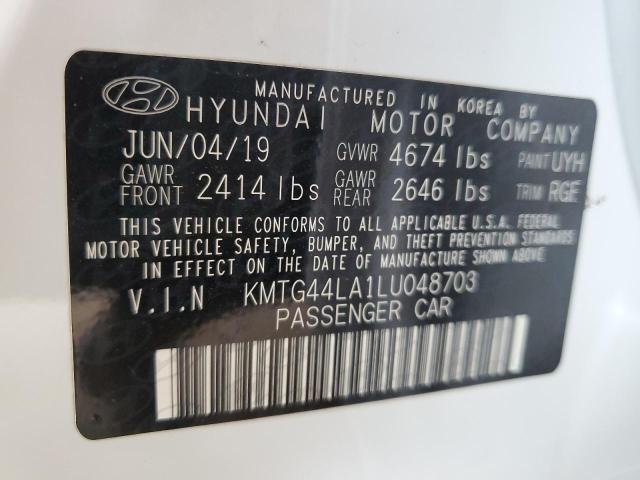 MANUFACTURED IN KOREA BY
HYUNDAI MOTOR COMPANY
JUN/04/19 GVWR 4674 lbs PAINT UYH
GAWR FRONT 2414 lbs GAWR REAR 2646 lbs TRIM RGF
THIS VEHICLE CONFORMS TO ALL APPLICABLE U.S.A. FEDERAL
MOTOR VEHICLE SAFETY, BUMPER, AND THEFT PREVENTION STANDARDS
IN EFFECT ON THE DATE OF MANUFACTURE SHOWN ABOVE.
V.I.N KMTG44LA1LU048703
PASSENGER CAR